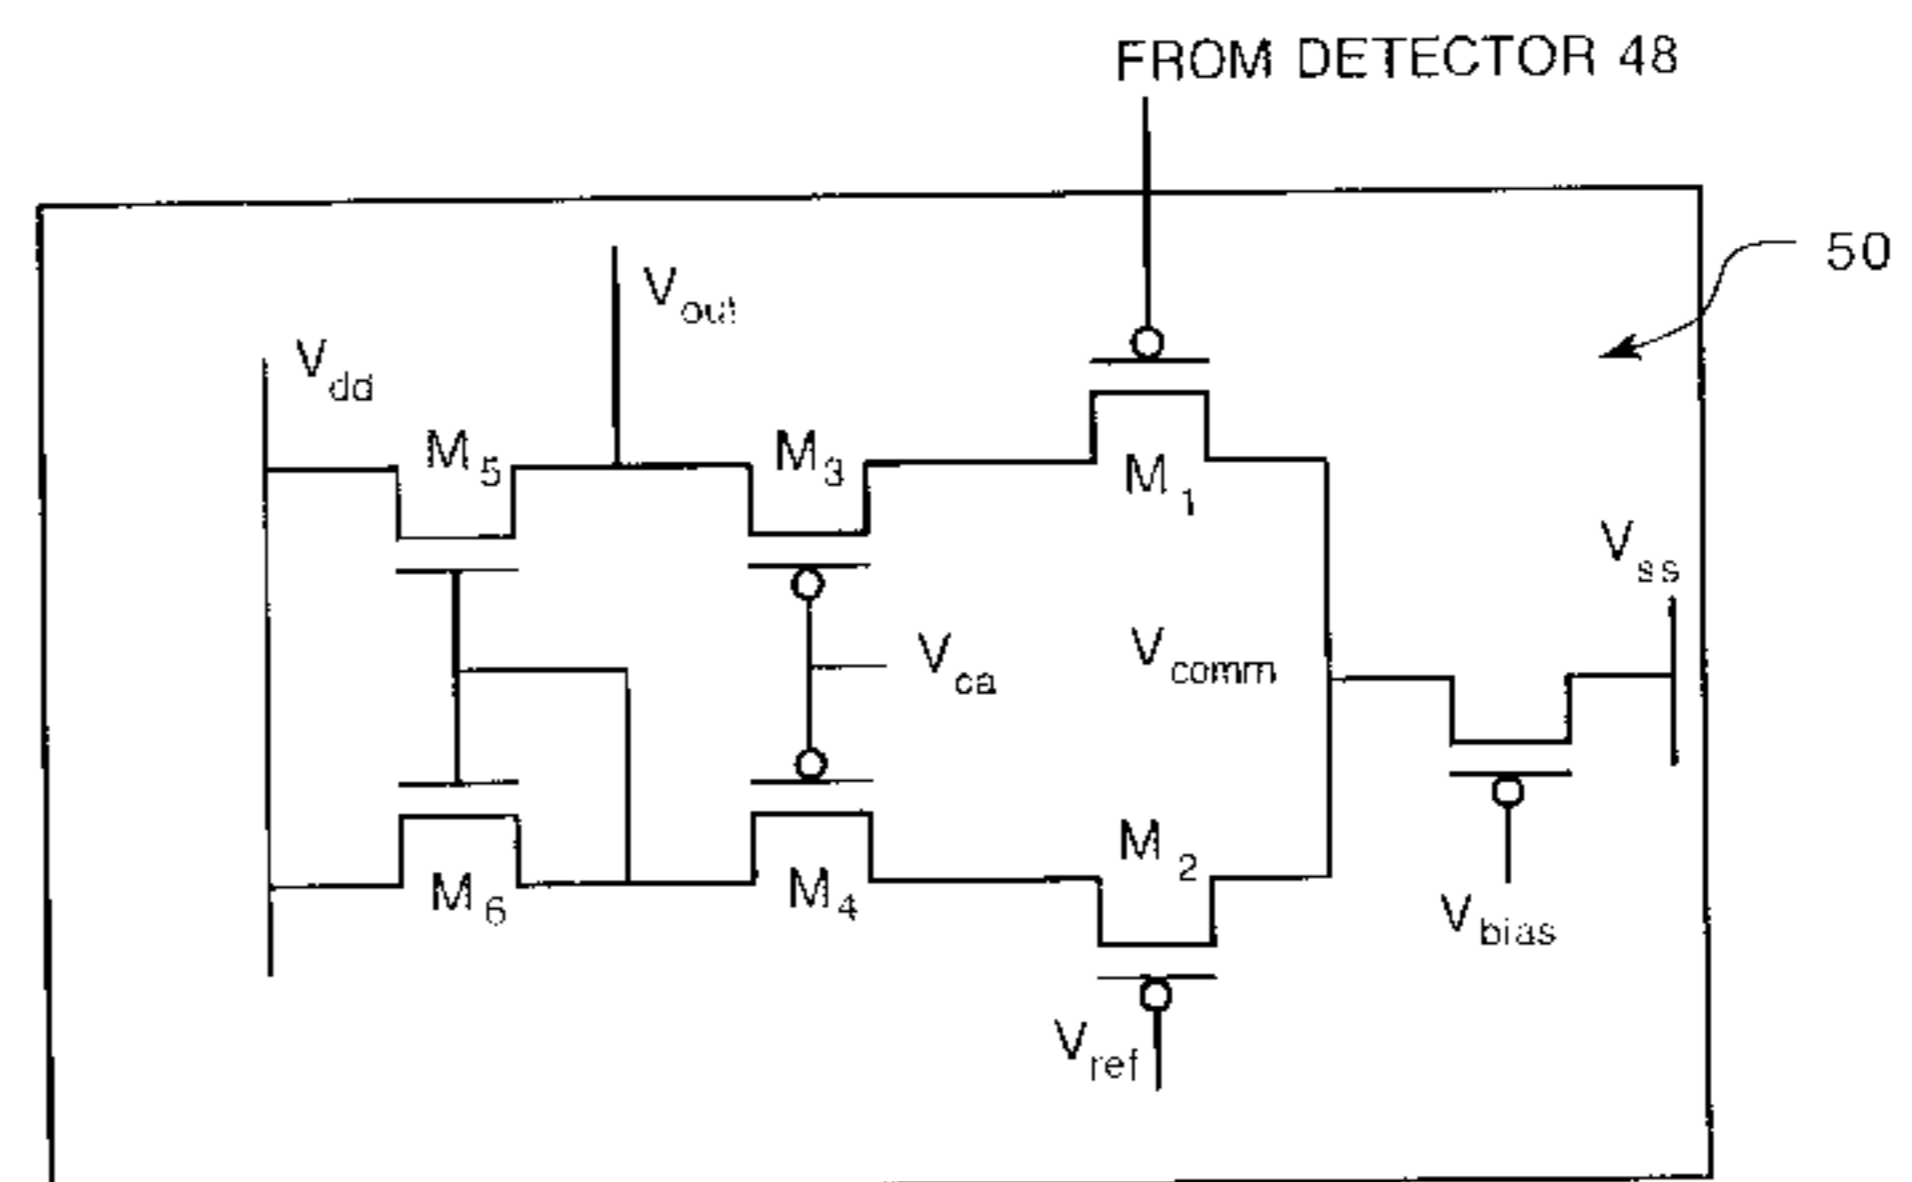 FROM DETECTOR 48
50
Vout
Vdd
M5
M3
M1
Vss
Vca
Vcomm
M2
M6
M4
Vbias
Vref